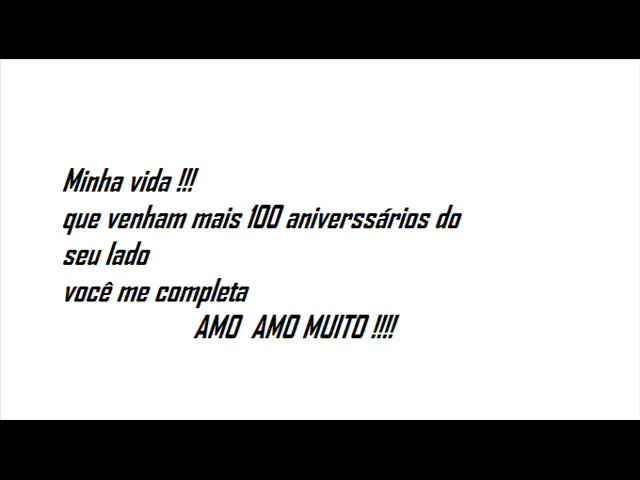 Minha vida !!!
que venham mais 100 aniverssários do
seu lado
você me completa
AMO AMO MUITO !!!!